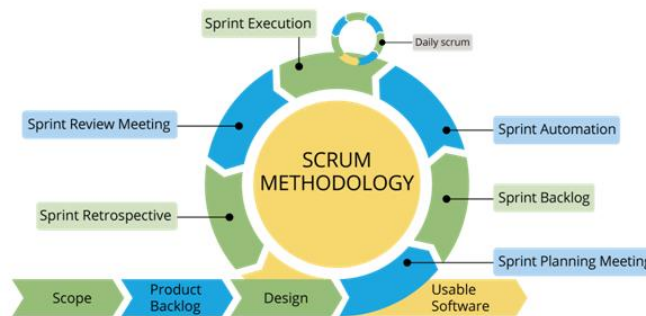 Sprint Execution
Daily scrum
Sprint Review Meeting
Sprint Automation
SCRUM
METHODOLOGY
Sprint Retrospective
Sprint Backlog
Sprint Planning Meeting
Scope
Product
Backlog
Design
Usable
Software